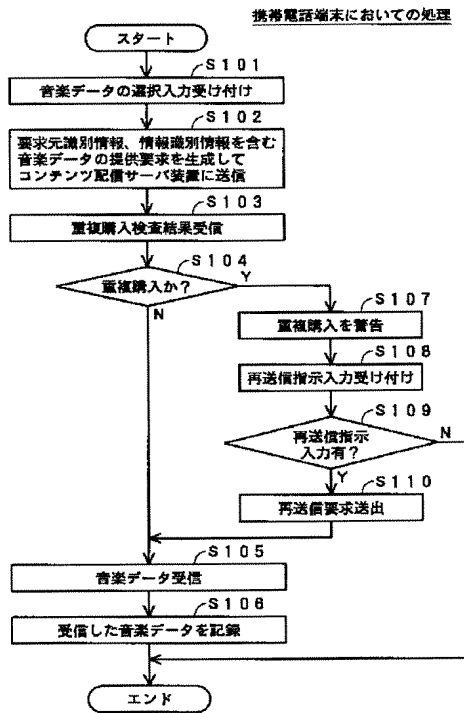 携帯電話端末においての処理
スタート
S101
音楽データの選択入力受け付け
S102
要求元識別情報、情報識別情報を含む
音楽データの提供要求を生成して
コンテンツ配信サーバ装置に送信
S103
重複購入検査結果受信
S104
重複購入か?
Y
N
S107
重複購入を警告
S108
再送信指示入力受け付け
S109
再送信指示
入力有?
N
Y
S110
再送信要求送出
S105
音楽データ受信
S106
受信した音楽データを記録
エンド